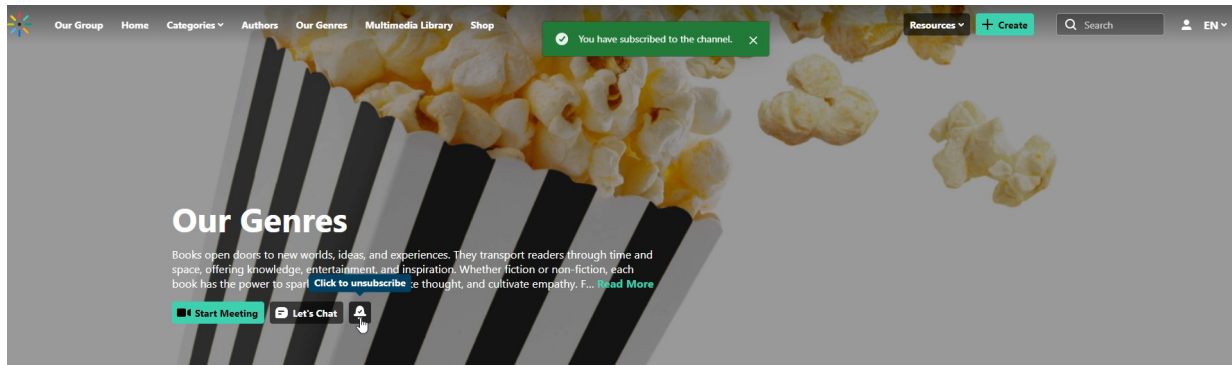 Our Group Home Categories Authors Our Genres Multimedia Library Shop
You have subscribed to the channel.
Resources + Create Search EN
Our Genres
Books open doors to new worlds, ideas, and experiences. They transport readers through time and
space, offering knowledge, entertainment, and inspiration. Whether fiction or non-fiction, each
book has the power to spar
Click to unsubscribe
te thought, and cultivate empathy. F... Read More
Start Meeting Let's Chat